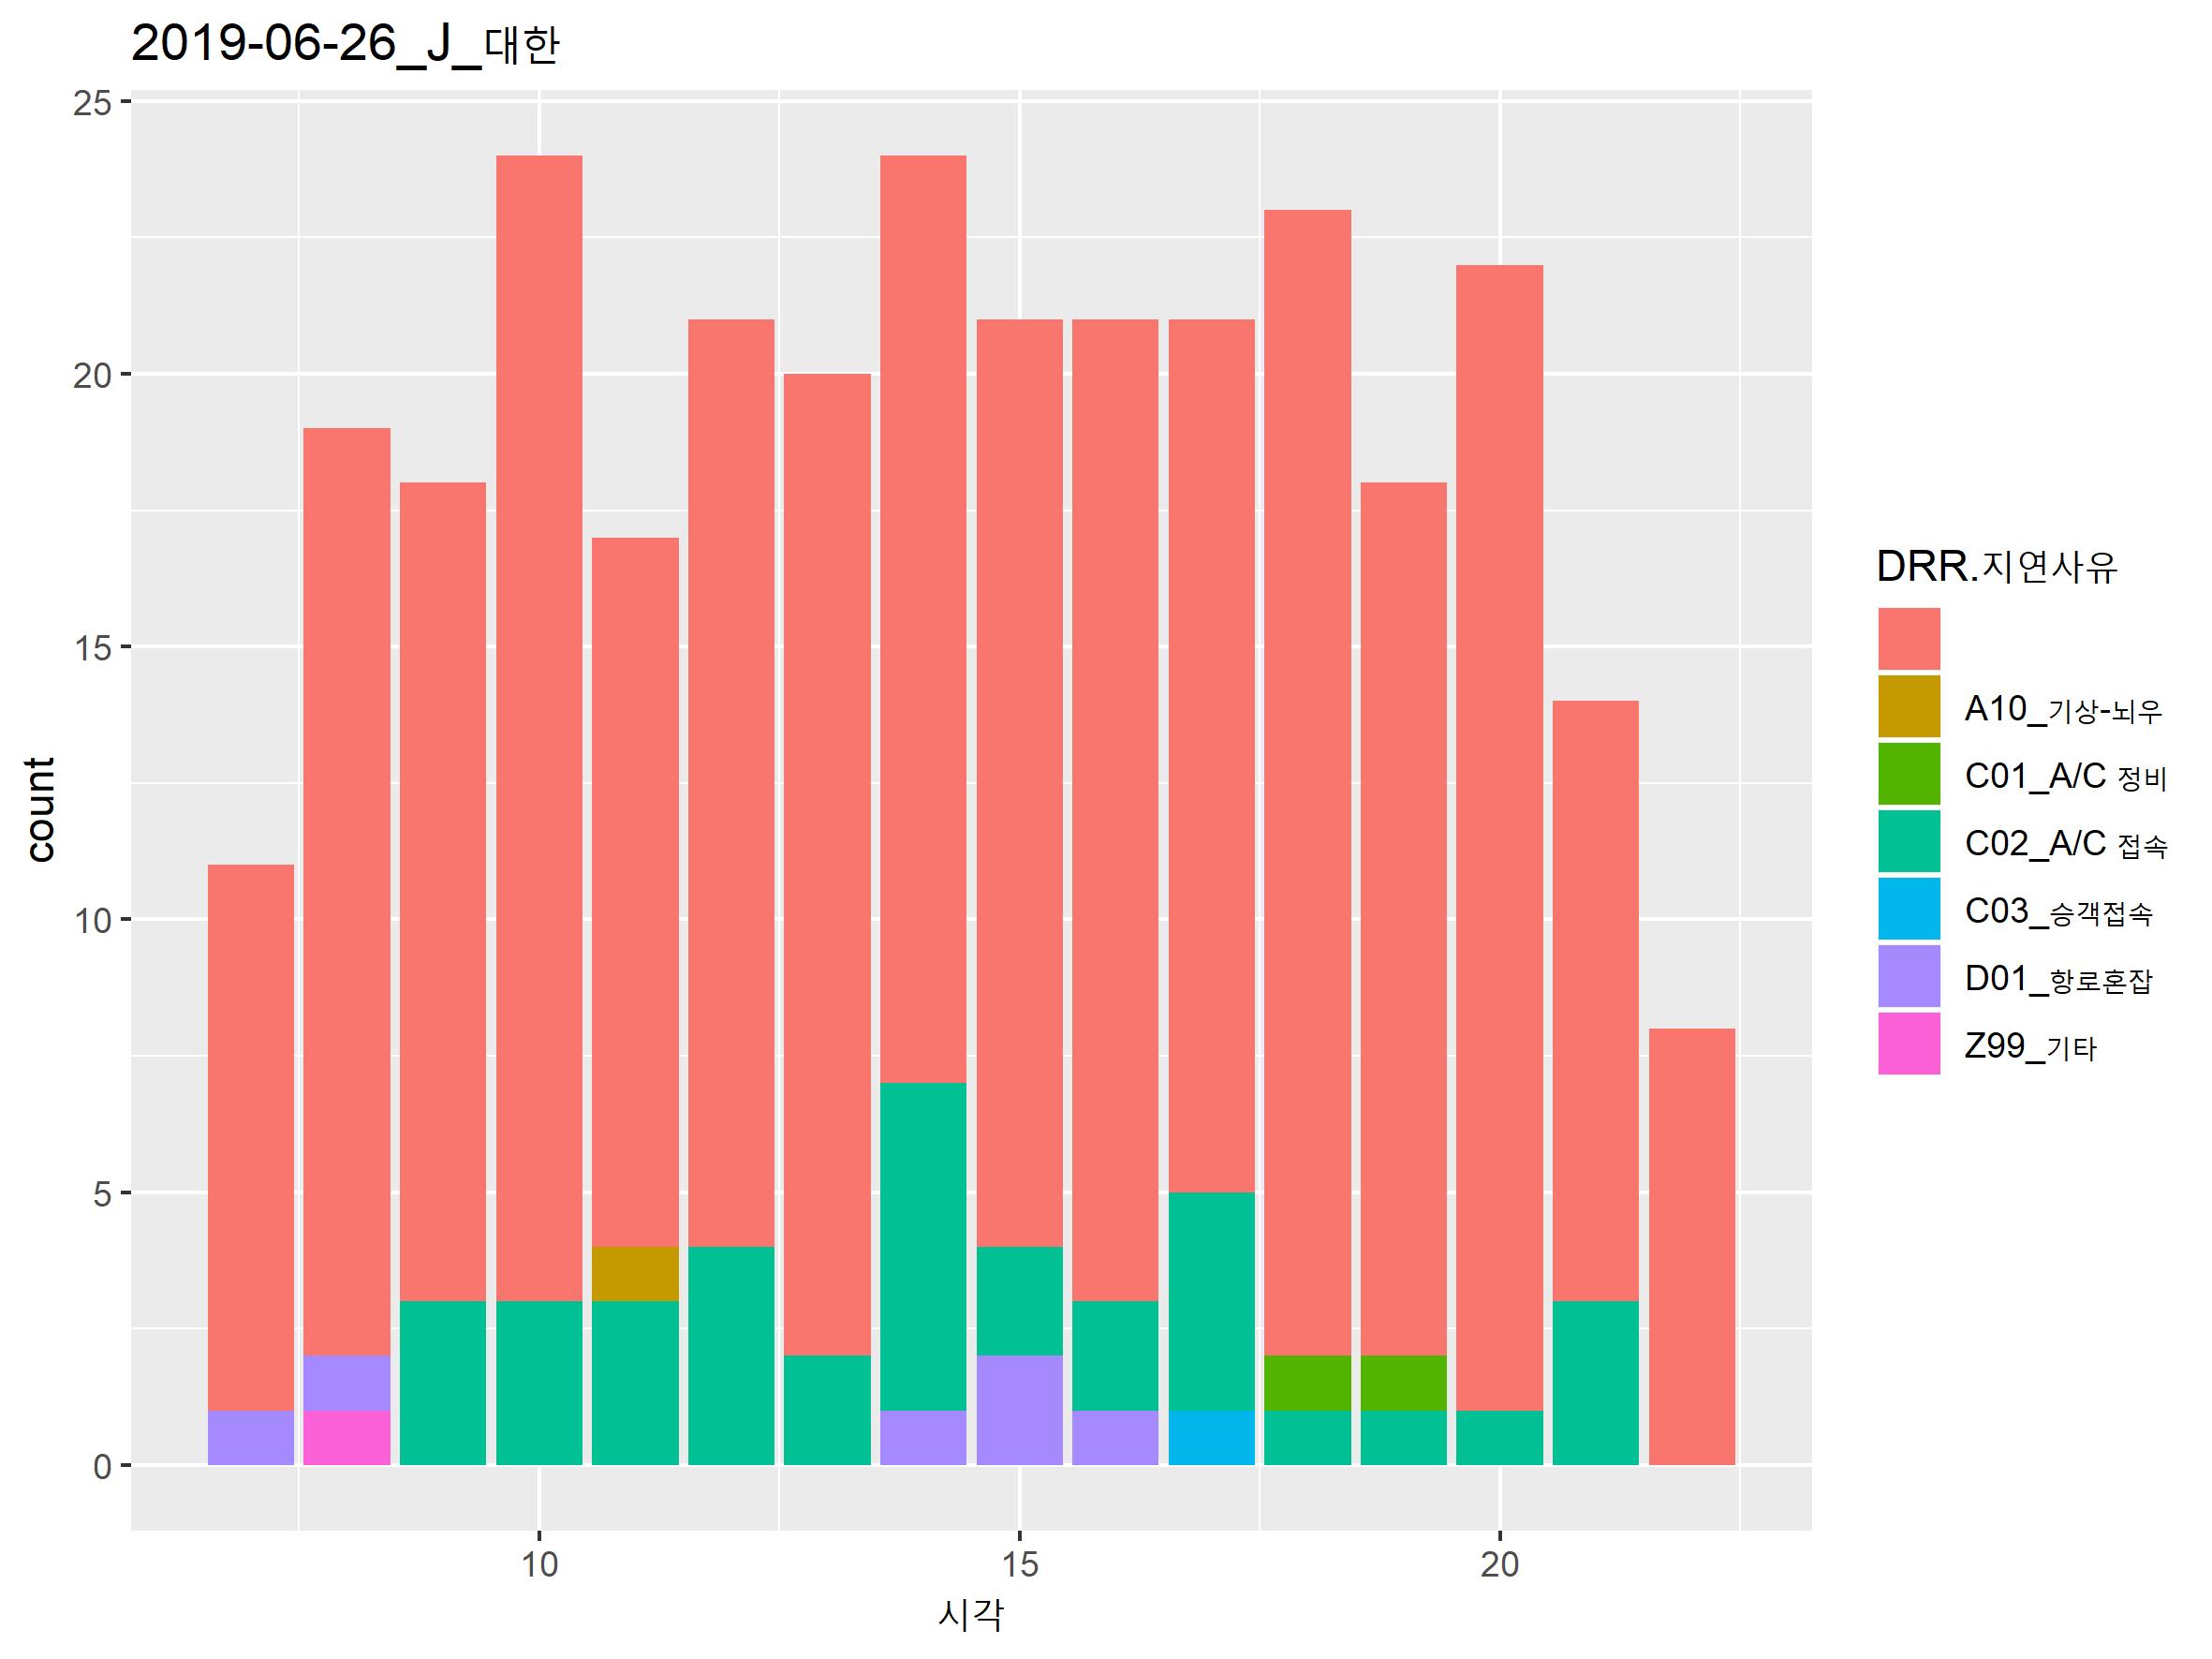 2019-06-26_J_대한
25
20
15
10
5
0
count
10 15 20
시각
DRR.지연사유
A10_기상-뇌우
C01_A/C 정비
C02_A/C 접속
C03_승객접속
D01_항로혼잡
Z99_기타